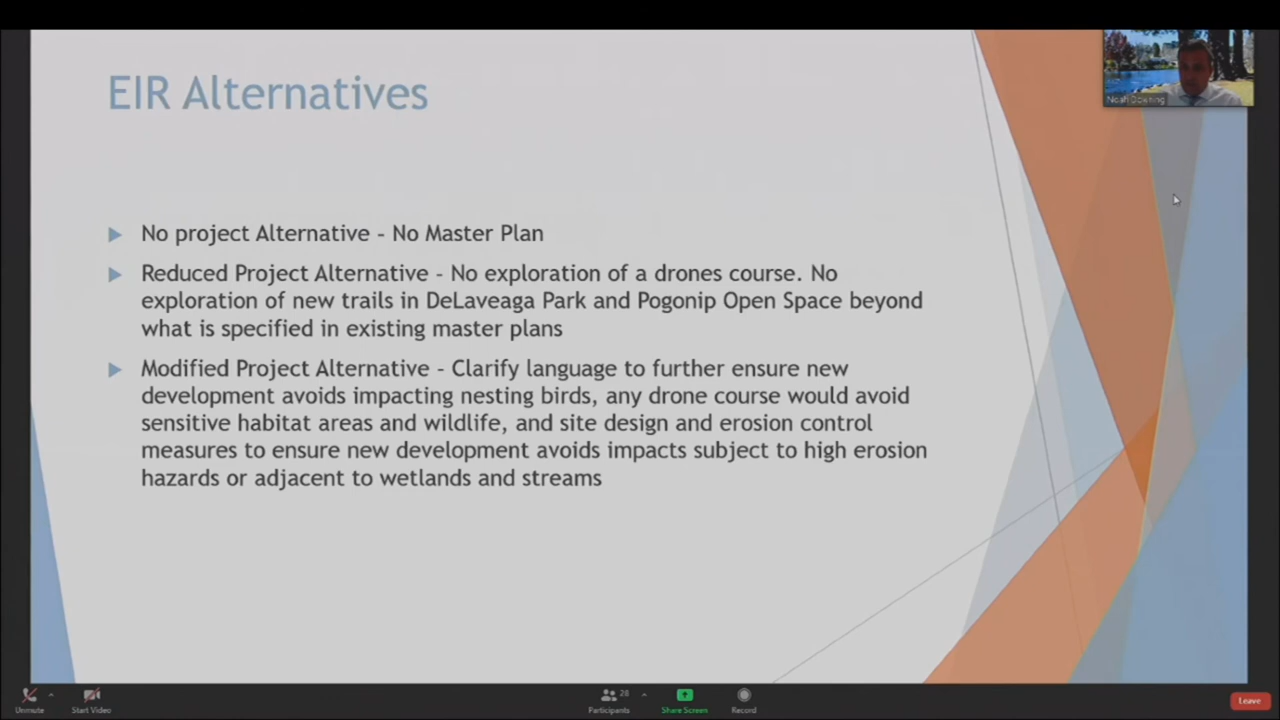 EIR Alternatives
Noah Downing
No project Alternative - No Master Plan
Reduced Project Alternative - No exploration of a drones course. No
exploration of new trails in DeLaveaga Park and Pogonip Open Space beyond
what is specified in existing master plans
Modified Project Alternative - Clarify language to further ensure new
development avoids impacting nesting birds, any drone course would avoid
sensitive habitat areas and wildlife, and site design and erosion control
measures to ensure new development avoids impacts subject to high erosion
hazards or adjacent to wetlands and streams
28
Unmute Start Video Participants Share Screen Record Leave